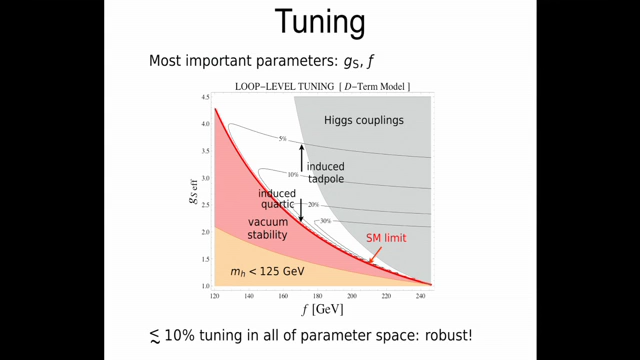 Tuning
Most important parameters: gS, f
LOOP−LEVEL TUNING [ D−Term Model ]
4.5
4.0
3.5
3.0
2.5
2.0
1.5
1.0
gS eff
Higgs couplings
5%
induced
tadpole
10%
induced
quartic
20%
30%
vacuum
stability
SM limit
mh < 125 GeV
120
140
160
180
200
220
240
f [GeV]
≲ 10% tuning in all of parameter space: robust!